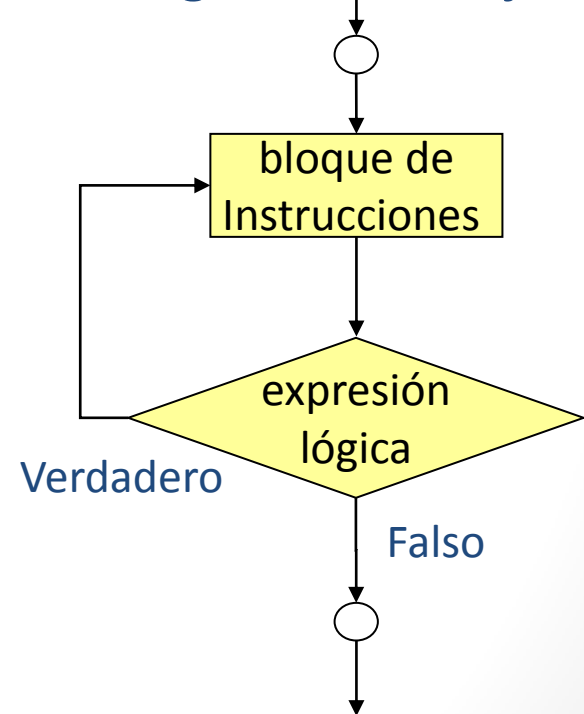 bloque de
Instrucciones
expresión
lógica
Verdadero
Falso